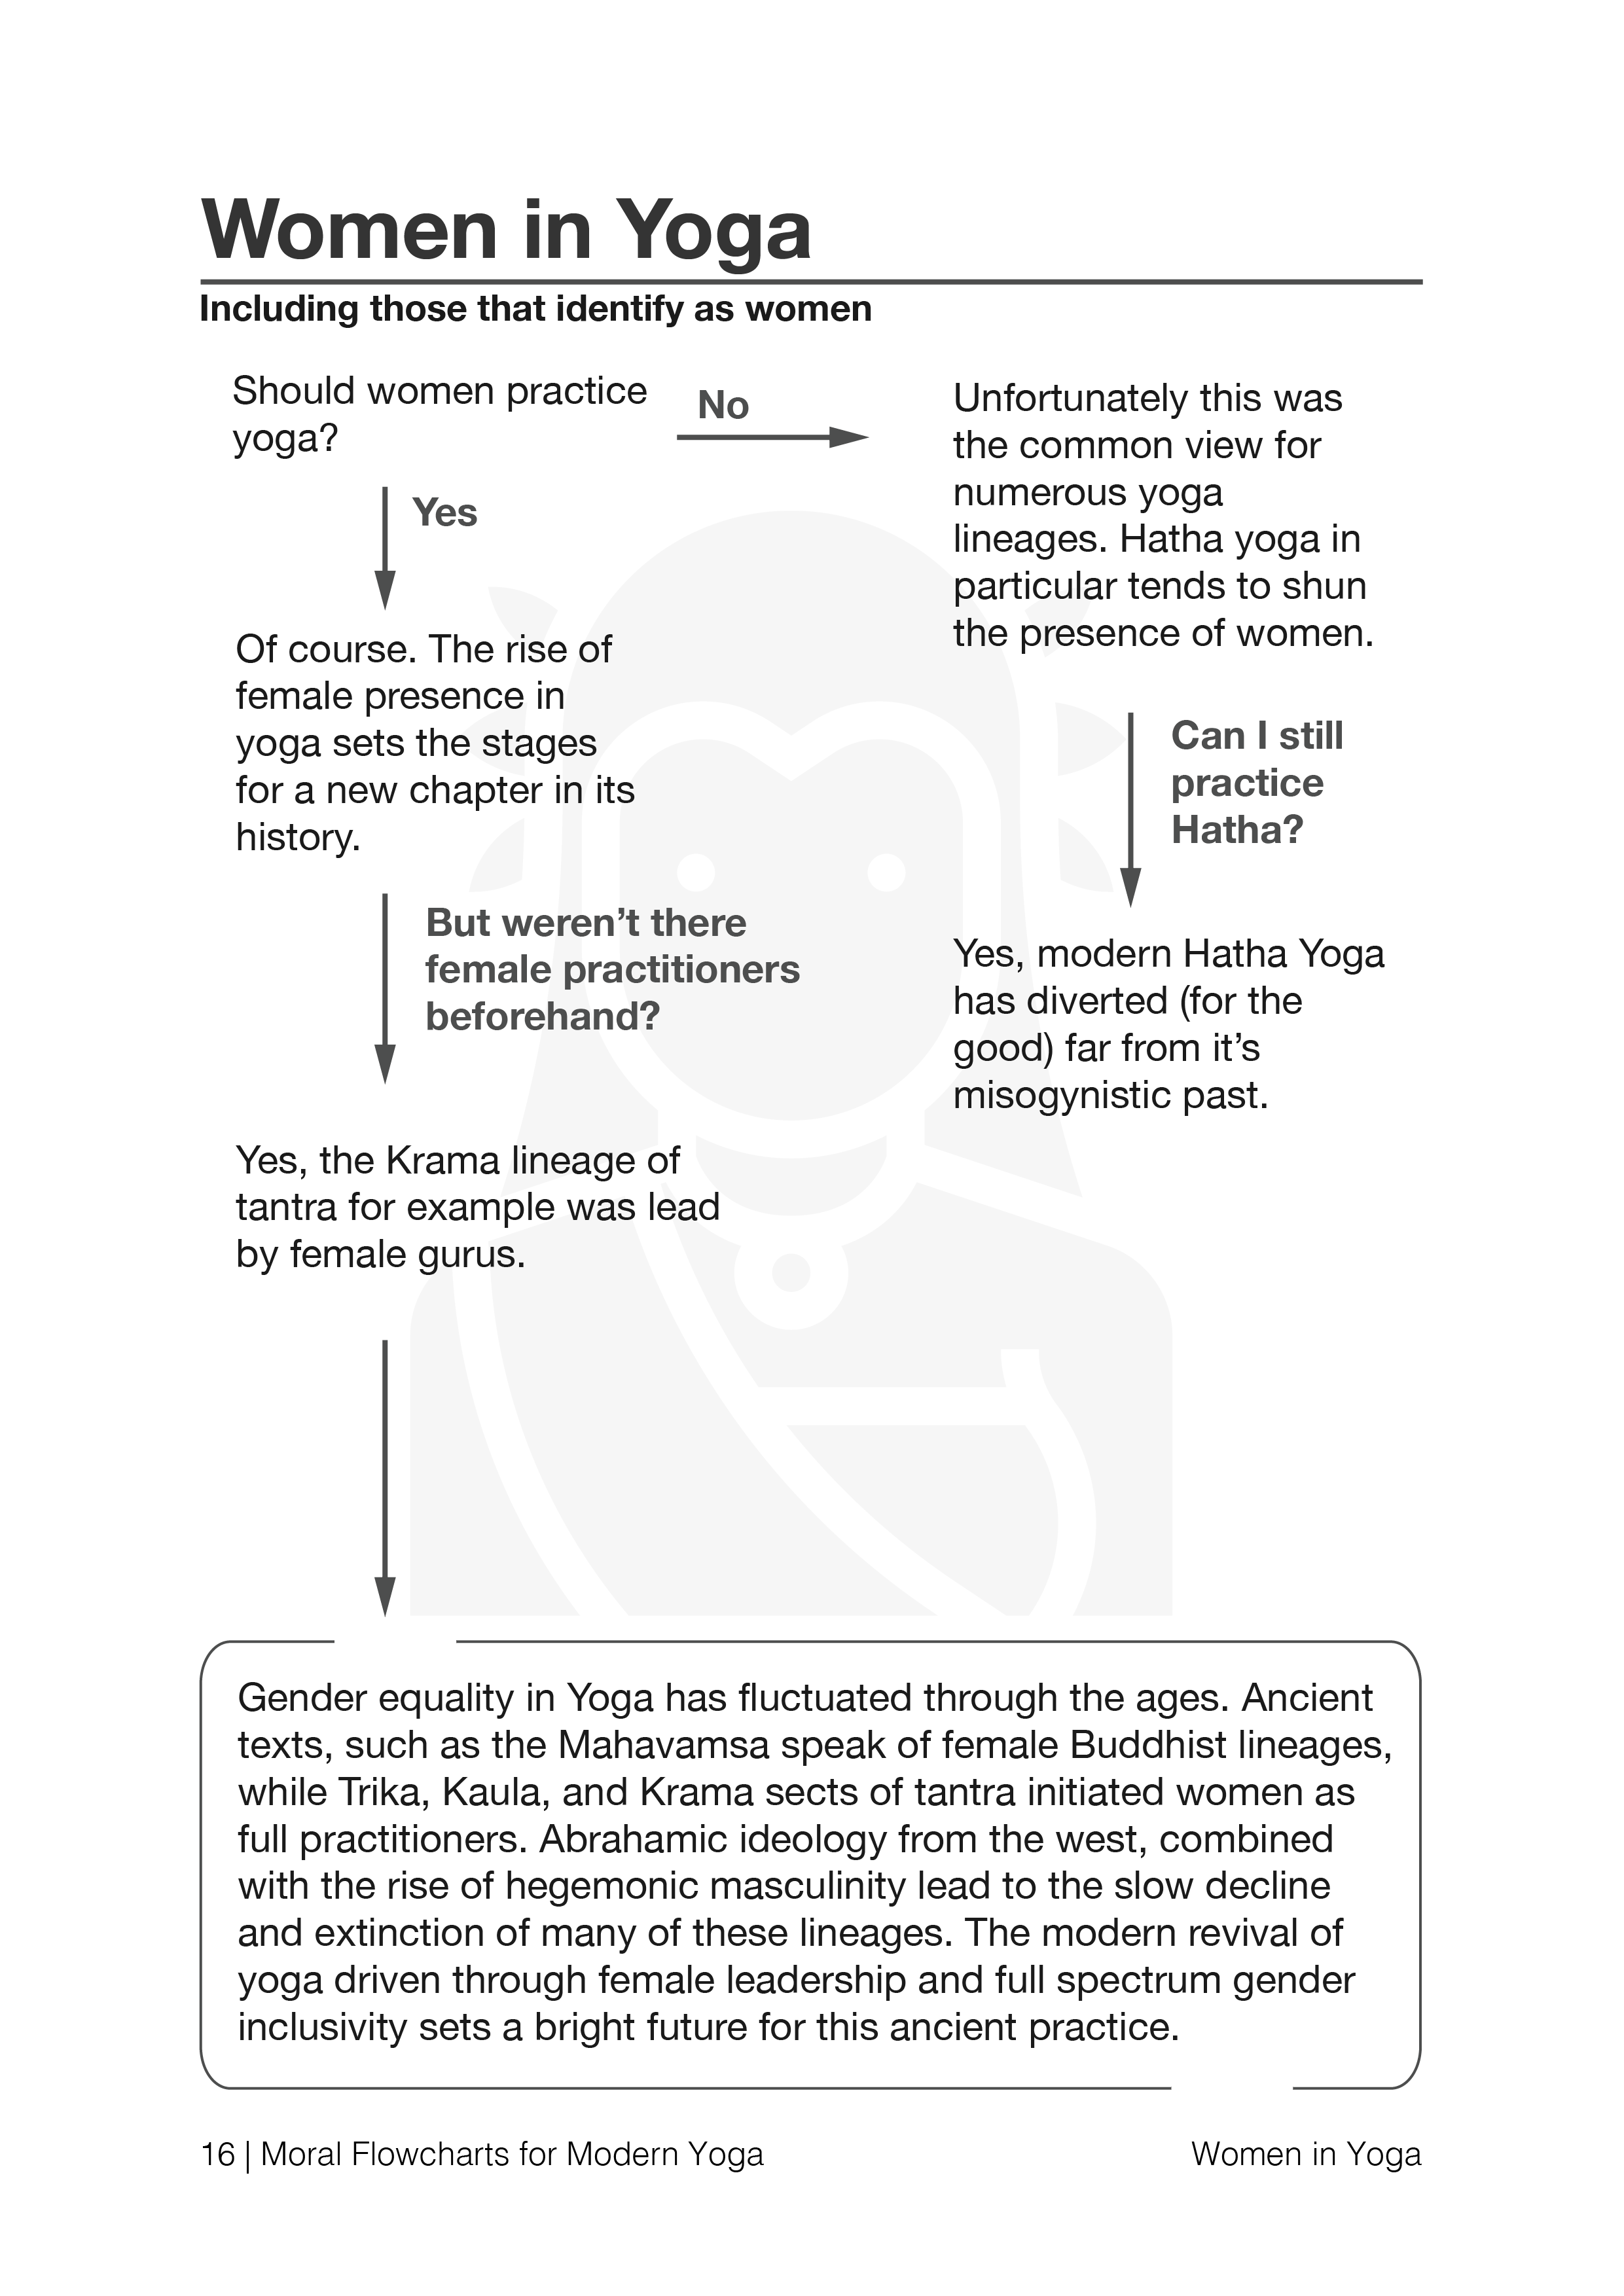 Women in Yoga
Including those that identify as women
Should women practice
yoga?
No
Unfortunately this was
the common view for
numerous yoga
lineages. Hatha yoga in
particular tends to shun
the presence of women.
Yes
Of course. The rise of
female presence in
yoga sets the stages
for a new chapter in its
history.
Can I still
practice
Hatha?
But weren’t there
female practitioners
beforehand?
Yes, modern Hatha Yoga
has diverted (for the
good) far from it’s
misogynistic past.
Yes, the Krama lineage of
tantra for example was lead
by female gurus.
Gender equality in Yoga has fluctuated through the ages. Ancient
texts, such as the Mahavamsa speak of female Buddhist lineages,
while Trika, Kaula, and Krama sects of tantra initiated women as
full practitioners. Abrahamic ideology from the west, combined
with the rise of hegemonic masculinity lead to the slow decline
and extinction of many of these lineages. The modern revival of
yoga driven through female leadership and full spectrum gender
inclusivity sets a bright future for this ancient practice.
16 | Moral Flowcharts for Modern Yoga
Women in Yoga